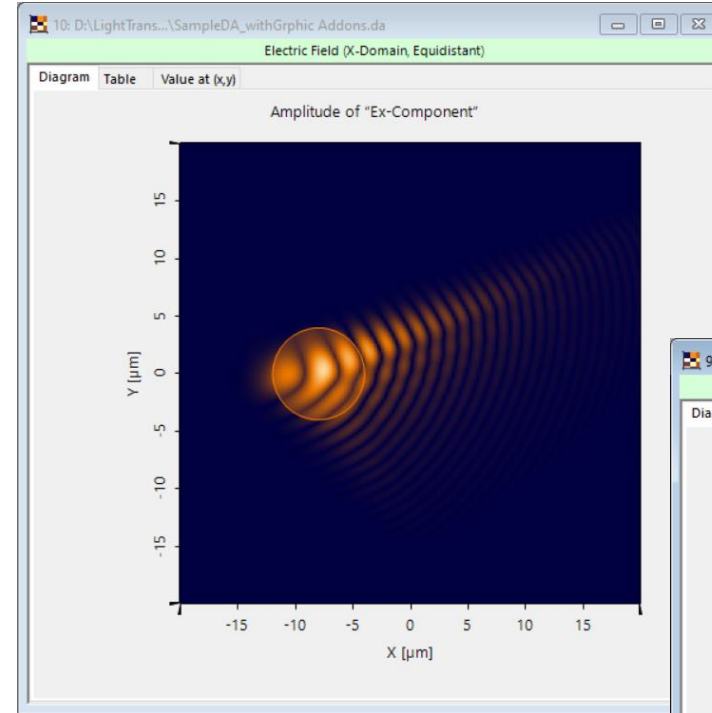 10: D:\LightTrans...\SampleDA_withGrphic Addons.da
Electric Field (X-Domain, Equidistant)
Diagram Table Value at (x,y)
Amplitude of "Ex-Component"
15
10
5
0
-5
-10
-15
Y [µm]
-15 -10 -5 0 5 10 15
X [µm]
9
Dia